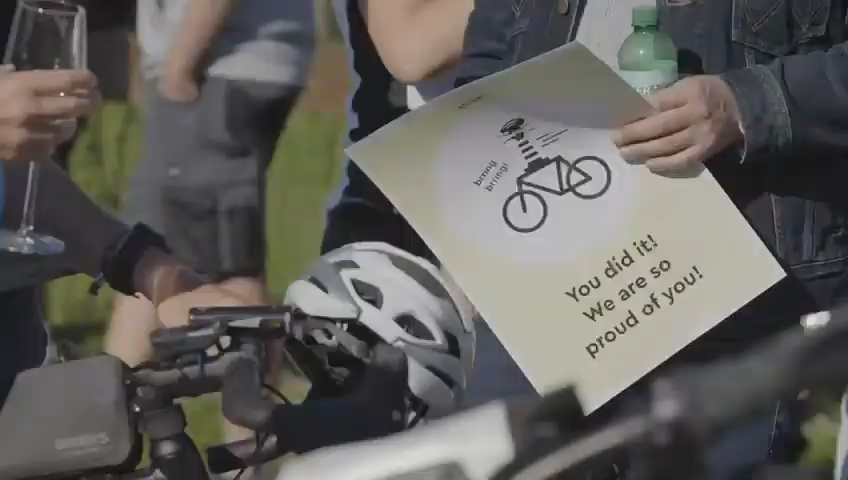 brring
brring!
You did it!
We are so
proud of you!